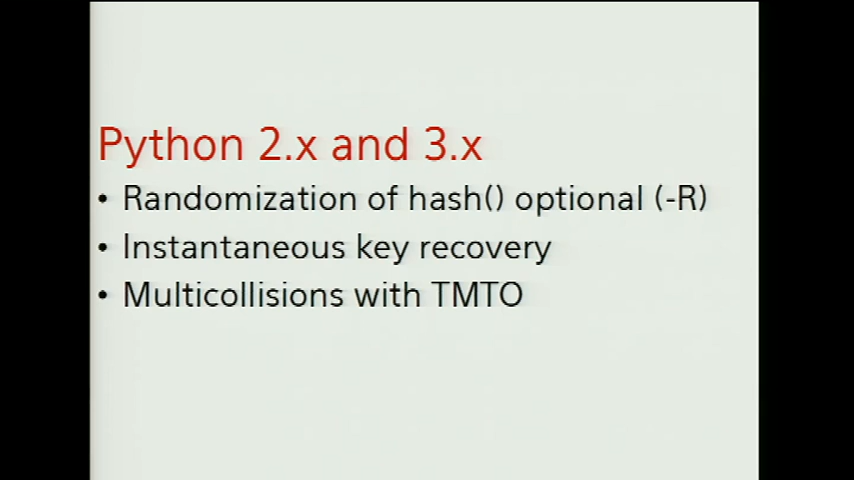 Python 2.x and 3.x
• Randomization of hash() optional (-R)
• Instantaneous key recovery
• Multicollisions with TMTO